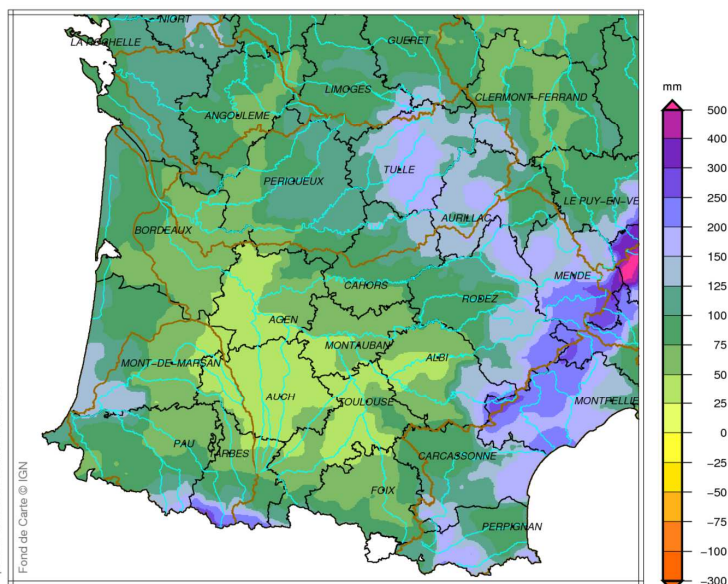 NIORT
LA ROCHELLE
GUERET
LIMOGES
CLERMONT-FERRAND
ANGOULEME
TULLE
PERIGUEUX
LE PUY-EN-VE
AURILLAC
BORDEAUX
MENDE
CAHORS
RODEZ
AGEN
MONTAUBAN
ALBI
MONT-DE-MARSAN
AUCH
TOULOUSE
MONTPELLIE
PAU
TARBES
CARCASSONNE
FOIX
PERPIGNAN
Fond de Carte © IGN
mm
500
400
300
250
200
150
125
100
75
50
25
0
-25
-50
-75
-100
-300